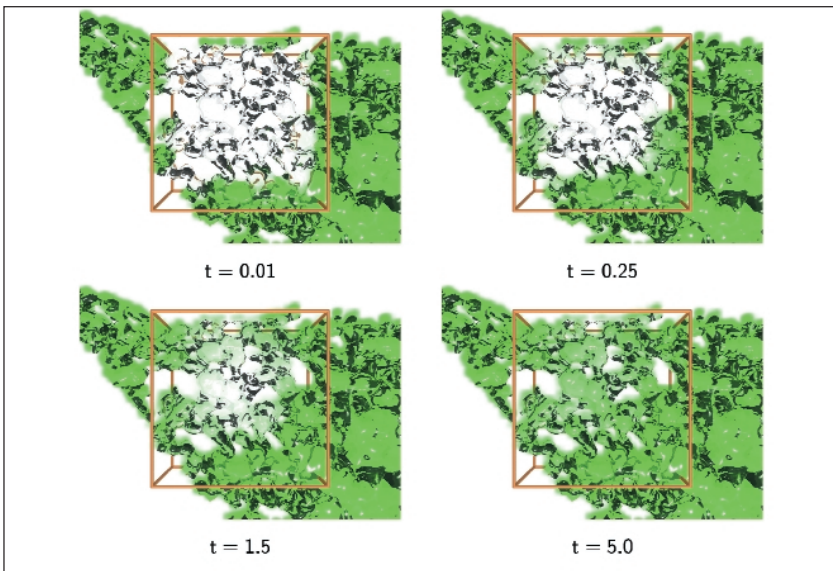 t = 0.01
t = 0.25
t = 1.5
t = 5.0